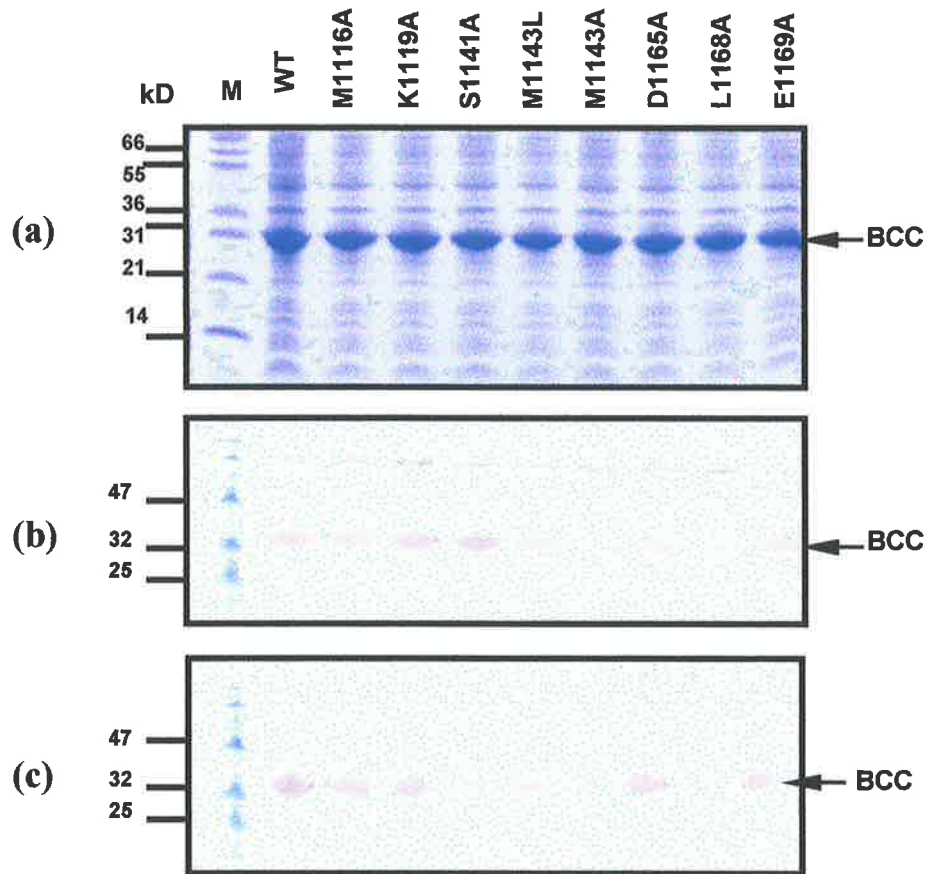 kD M WT M1116A K1119A S1141A M1143L M1143A D1165A L1168A E1169A
(a)
66
55
36
31
21
14
BCC
(b)
47
32
25
BCC
(c)
47
32
25
BCC